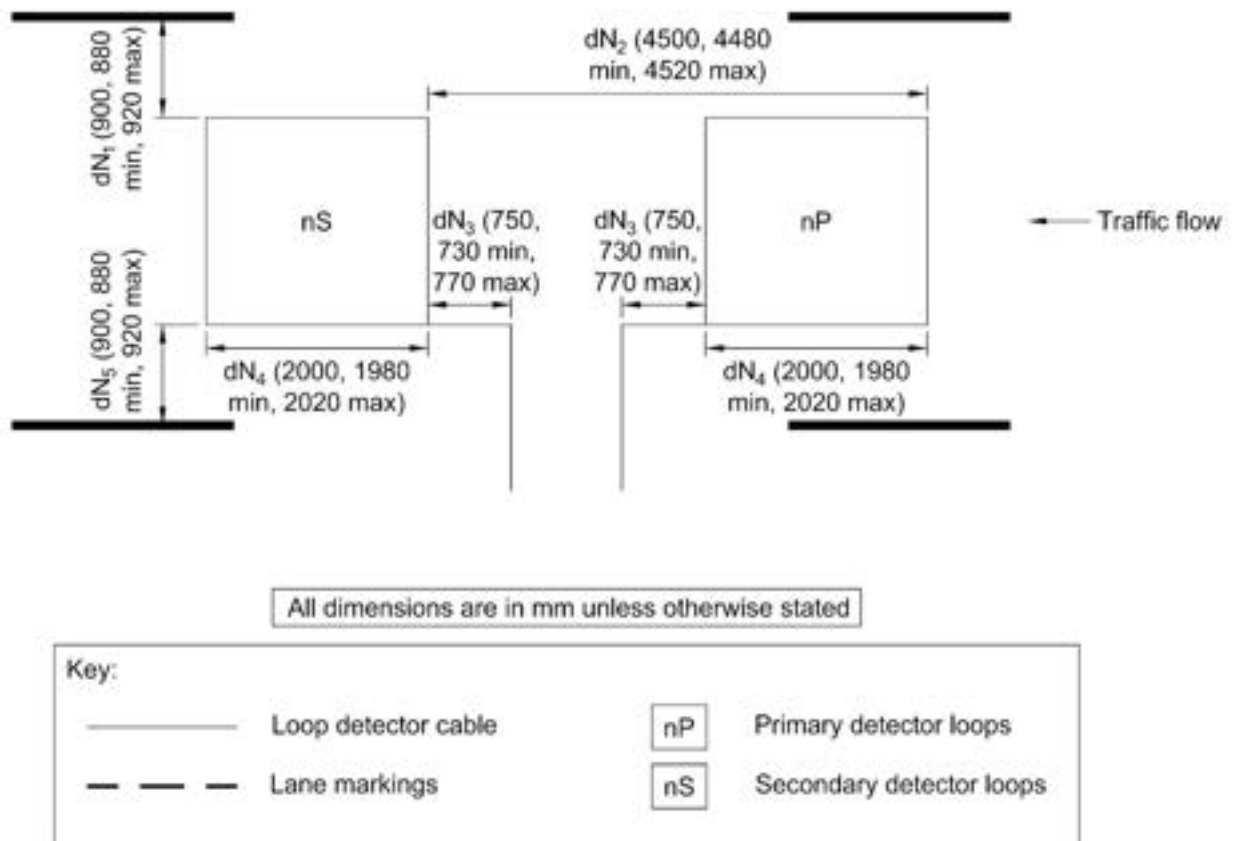 dN₂ (4500, 4480
min, 4520 max)
dN₁ (900, 880
min, 920 max)
nS
dN₃ (750,
730 min,
770 max)
dN₃ (750,
730 min,
770 max)
nP
Traffic flow
dN₅ (900, 880
min, 920 max)
dN₄ (2000, 1980
min, 2020 max)
dN₄ (2000, 1980
min, 2020 max)
All dimensions are in mm unless otherwise stated
Key:
Loop detector cable
nP Primary detector loops
Lane markings
nS Secondary detector loops